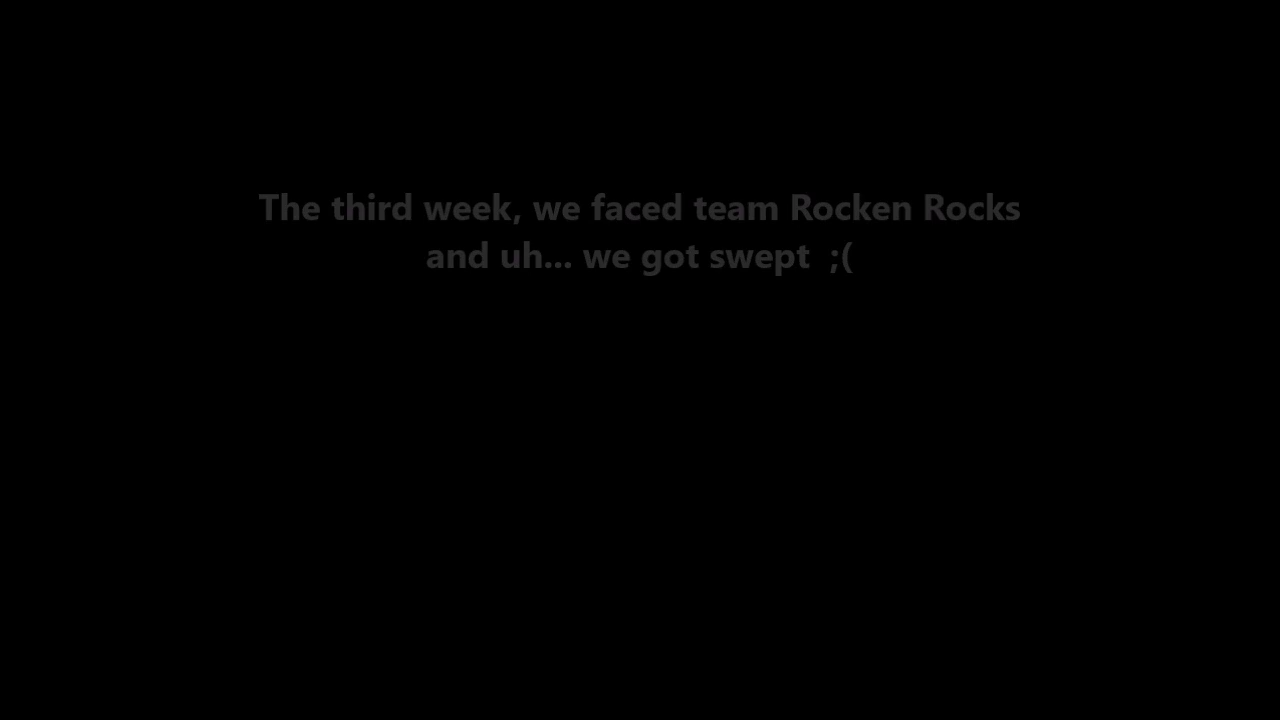 The third week, we faced team Rocken Rocks
and uh... we got swept  ;(